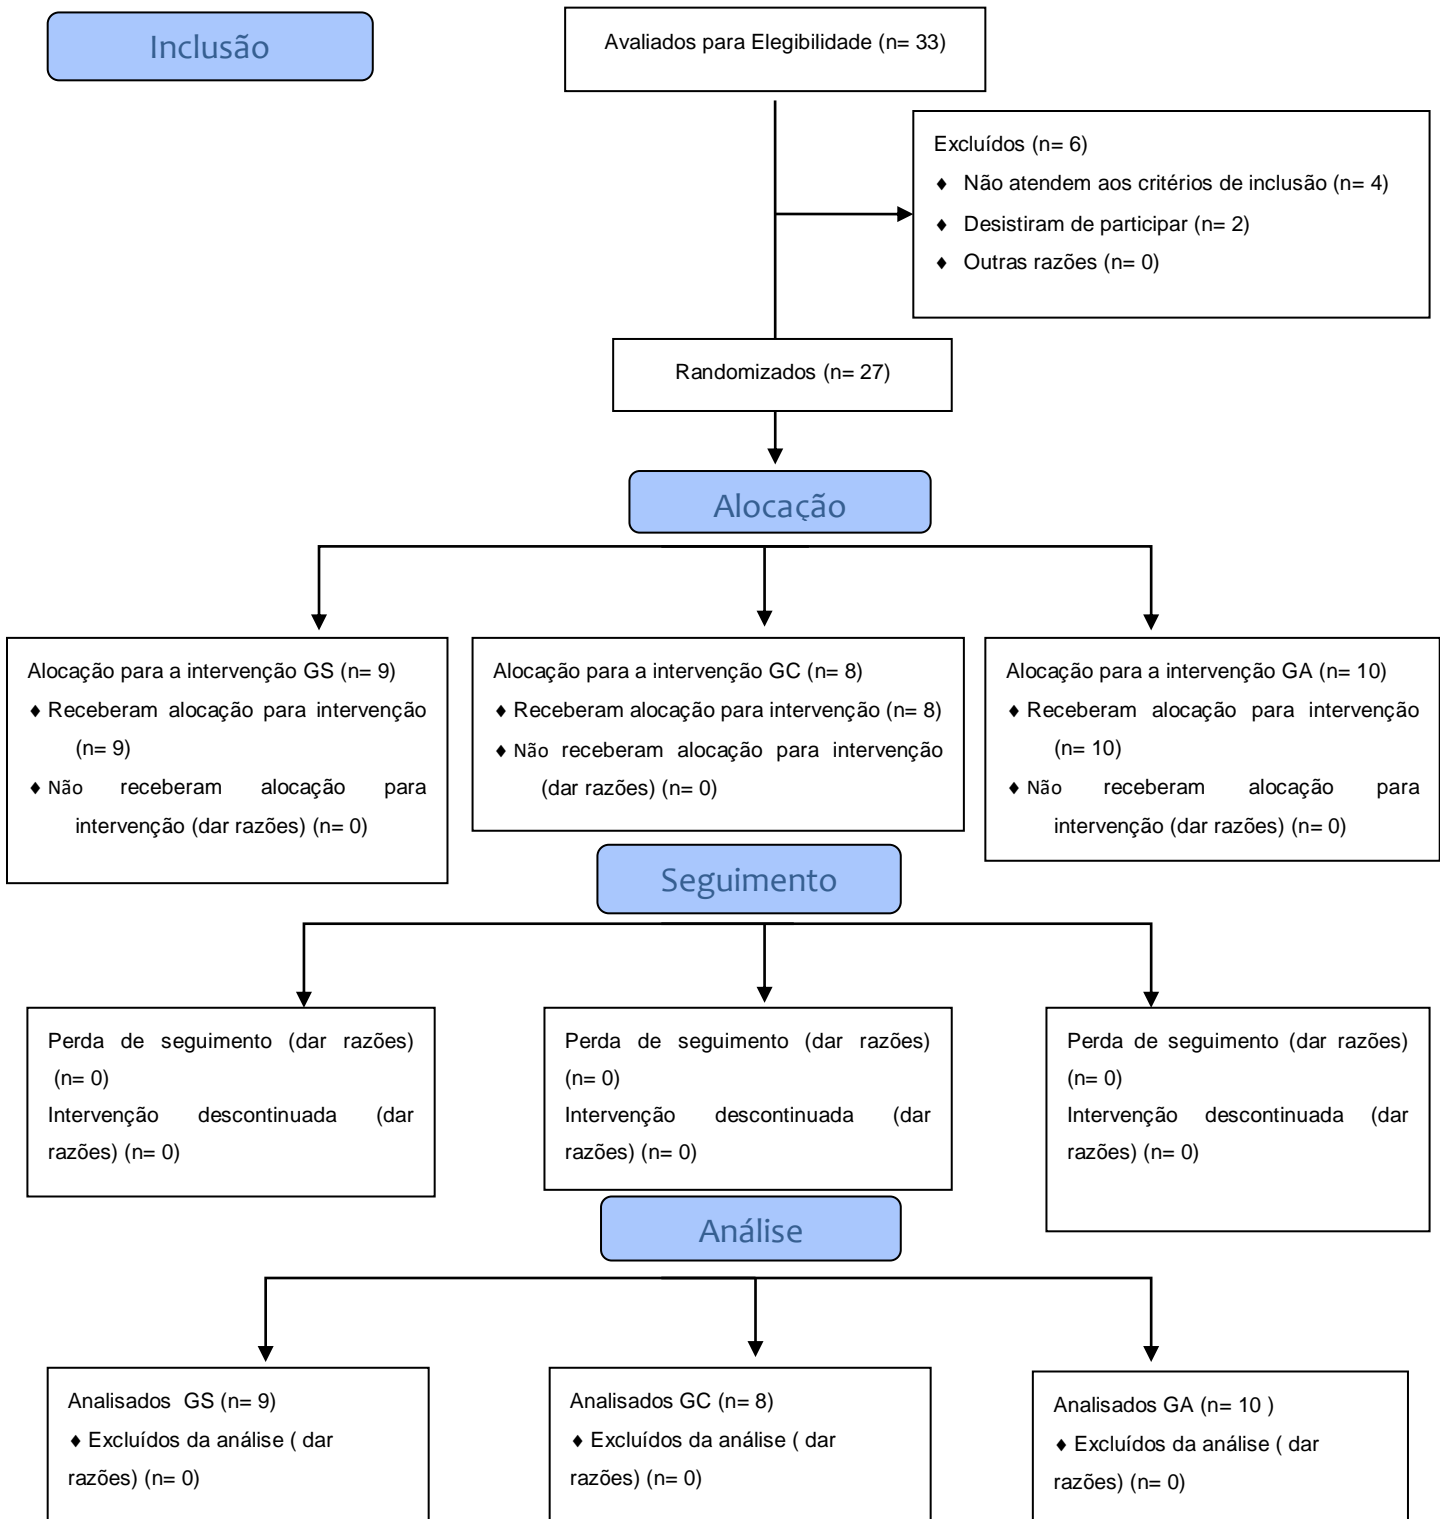 Inclusão
Avaliados para Elegibilidade (n= 33)
Excluídos (n= 6)
♦ Não atendem aos critérios de inclusão (n= 4)
♦ Desistiram de participar (n= 2)
♦ Outras razões (n= 0)
Randomizados (n= 27)
Alocação
Alocação para a intervenção GS (n= 9)
♦ Receberam alocação para intervenção
(n= 9)
♦ Não receberam alocação para
intervenção (dar razões) (n= 0)
Alocação para a intervenção GC (n= 8)
♦ Receberam alocação para intervenção (n= 8)
♦ Não receberam alocação para intervenção
(dar razões) (n= 0)
Alocação para a intervenção GA (n= 10)
♦ Receberam alocação para intervenção
(n= 10)
♦ Não receberam alocação para
intervenção (dar razões) (n= 0)
Seguimento
Perda de seguimento (dar razões)
(n= 0)
Intervenção descontinuada (dar
razões) (n= 0)
Perda de seguimento (dar razões)
(n= 0)
Intervenção descontinuada (dar
razões) (n= 0)
Perda de seguimento (dar razões)
(n= 0)
Intervenção descontinuada (dar
razões) (n= 0)
Análise
Analisados  GS (n= 9)
♦ Excluídos da análise ( dar
razões) (n= 0)
Analisados GC (n= 8)
♦ Excluídos da análise ( dar
razões) (n= 0)
Analisados GA (n= 10 )
♦ Excluídos da análise ( dar
razões) (n= 0)